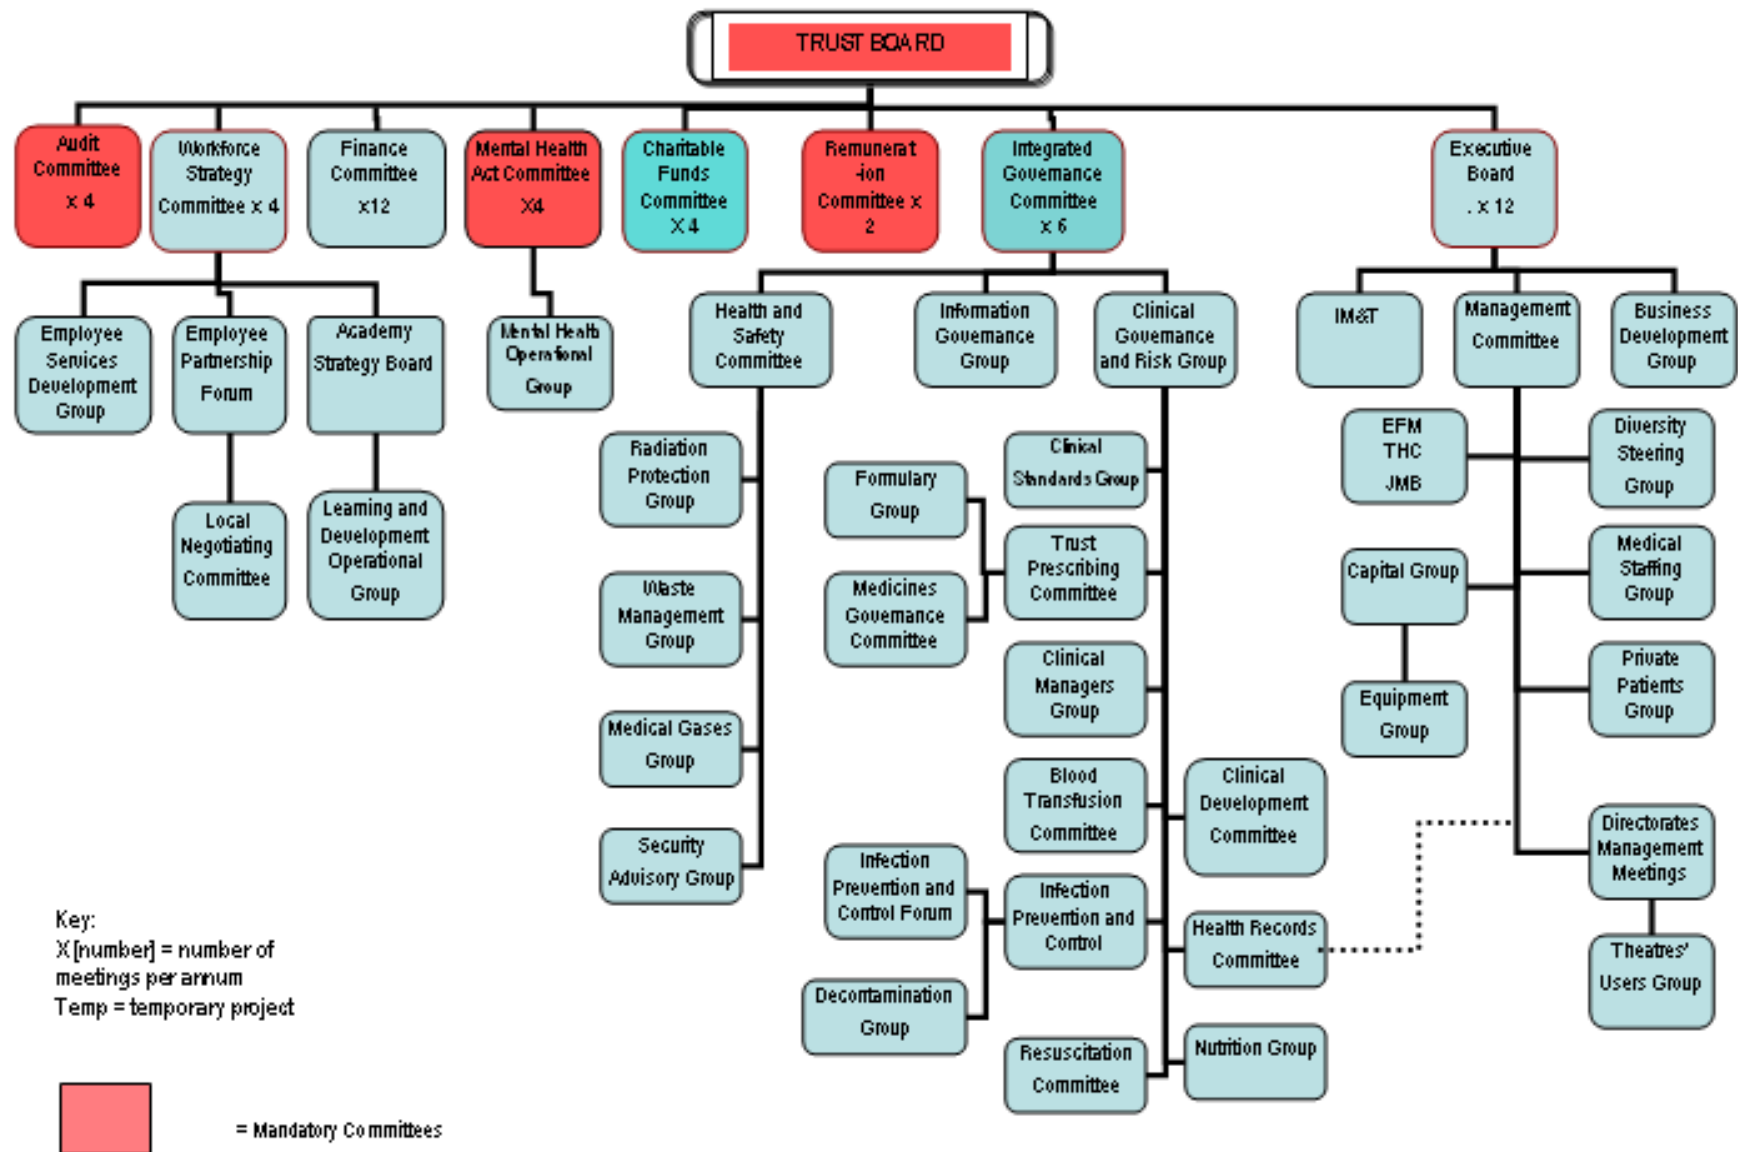 TRUST BOARD
Audit
Committee
x 4
Workforce
Strategy
Committee x 4
Finance
Committee
x12
Mental Health
Act Committee
X4
Charitable
Funds
Committee
X 4
Remunerat
-ion
Committee x
2
Integrated
Governance
Committee
x 6
Executive
Board
. x 12
Employee
Services
Development
Group
Employee
Partnership
Forum
Academy
Strategy Board
Mental Health
Operational
Group
Health and
Safety
Committee
Information
Governance
Group
Clinical
Governance
and Risk Group
IM&T
Management
Committee
Business
Development
Group
Local
Negotiating
Committee
Learning and
Development
Operational
Group
Radiation
Protection
Group
Waste
Management
Group
Medical Gases
Group
Security
Advisory Group
Formulary
Group
Medicines
Governance
Committee
Infection
Prevention and
Control Forum
Decontamination
Group
Clinical
Standards Group
Trust
Prescribing
Committee
Clinical
Managers
Group
Blood
Transfusion
Committee
Infection
Prevention and
Control
Resuscitation
Committee
Clinical
Development
Committee
Health Records
Committee
Nutrition Group
EFM
THC
JMB
Capital Group
Equipment
Group
Diversity
Steering
Group
Medical
Staffing
Group
Private
Patients
Group
Directorates
Management
Meetings
Theatres'
Users Group
Key:
X [number] = number of
meetings per annum
Temp = temporary project
= Mandatory Committees